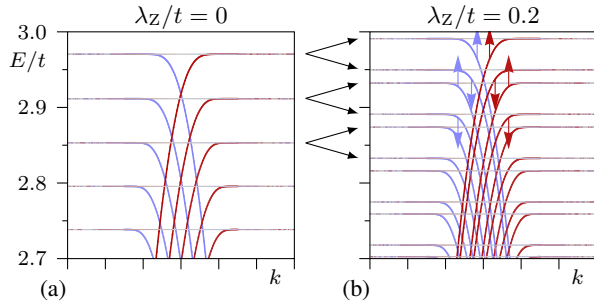 λZ/t = 0
λZ/t = 0.2
3.0
E/t
2.9
2.8
2.7
k
k
(a)
(b)